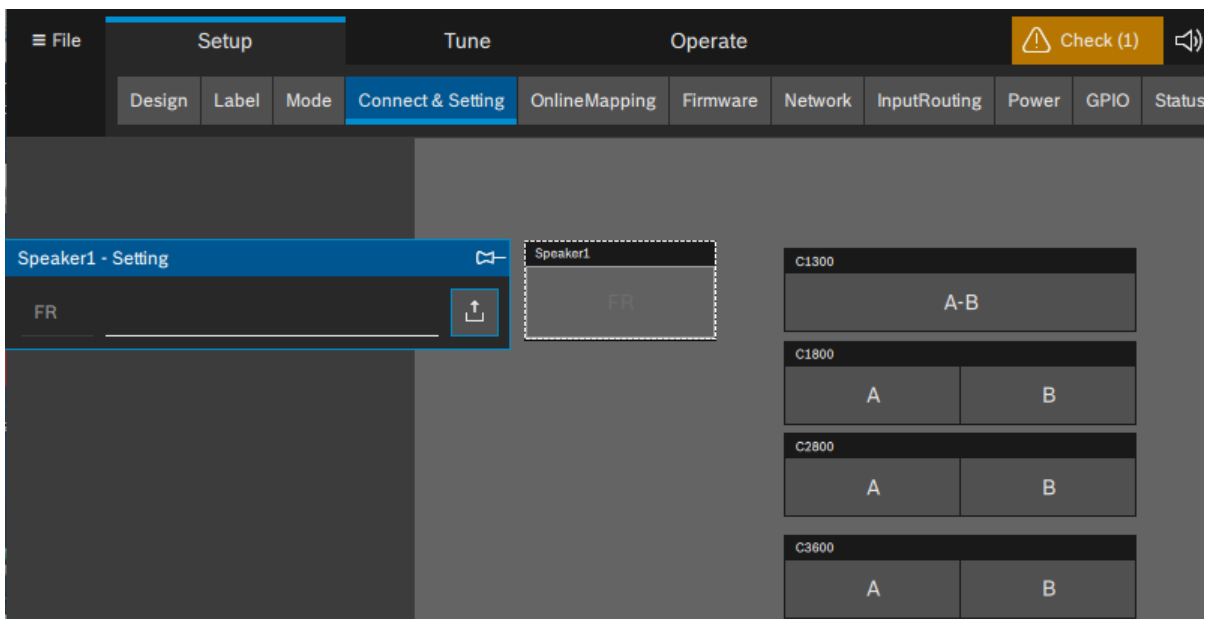 ≡ File Setup Tune Operate Check (1)
Design Label Mode Connect & Setting OnlineMapping Firmware Network InputRouting Power GPIO Status
Speaker1 - Setting
FR
Speaker1
FR
C1300
A-B
C1800
A B
C2800
A B
C3600
A B